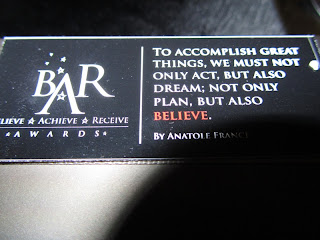 BAR
ELIEVE ★ ACHIEVE ★ RECEIVE
★ AWARDS ★
TO ACCOMPLISH GREAT
THINGS, WE MUST NOT
ONLY ACT, BUT ALSO
DREAM; NOT ONLY
PLAN, BUT ALSO
BELIEVE.
BY ANATOLE FRANCE